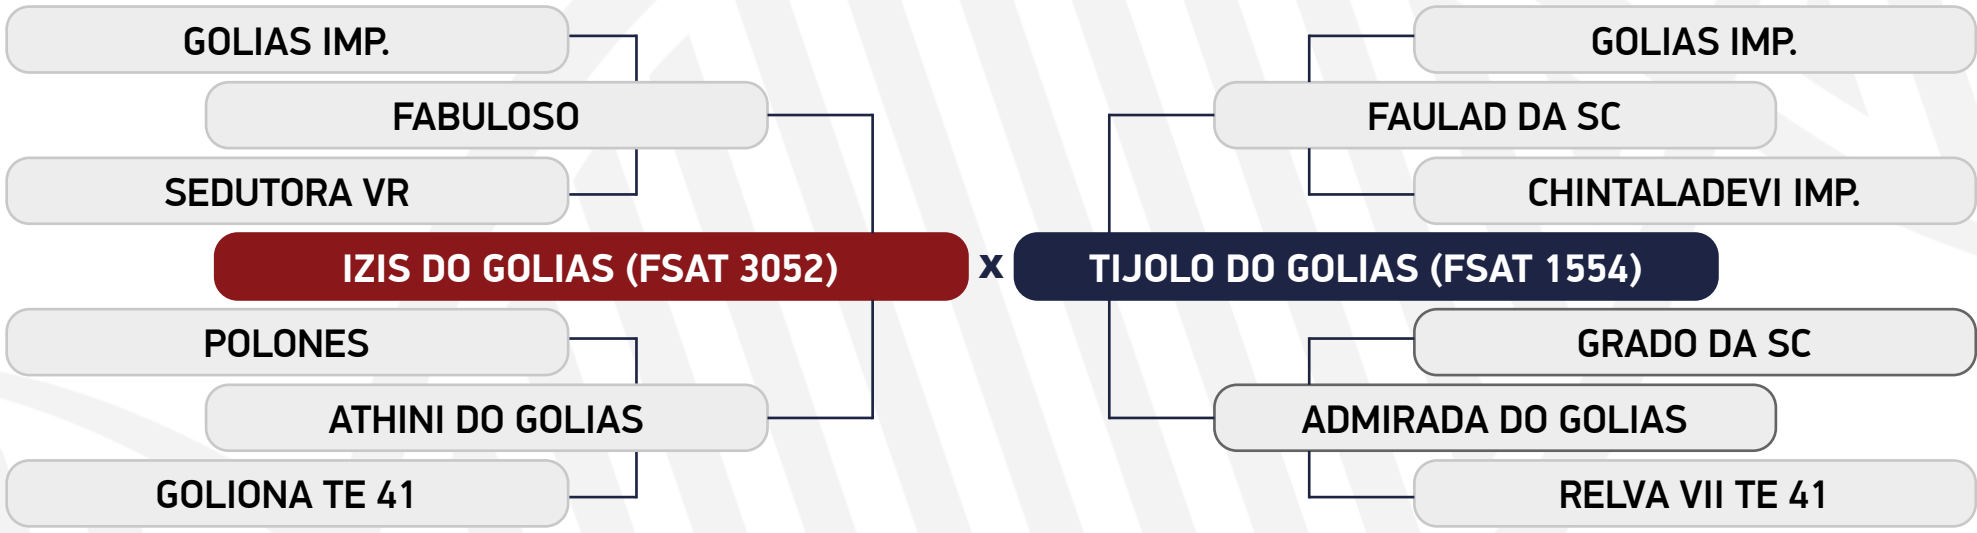 GOLIAS IMP.
GOLIAS IMP.
FABULOSO
FAULAD DA SC
SEDUTORA VR
CHINTALADEVI IMP.
IZIS DO GOLIAS (FSAT 3052) x TIJOLO DO GOLIAS (FSAT 1554)
POLONES
GRADO DA SC
ATHINI DO GOLIAS
ADMIRADA DO GOLIAS
GOLIONA TE 41
RELVA VII TE 41